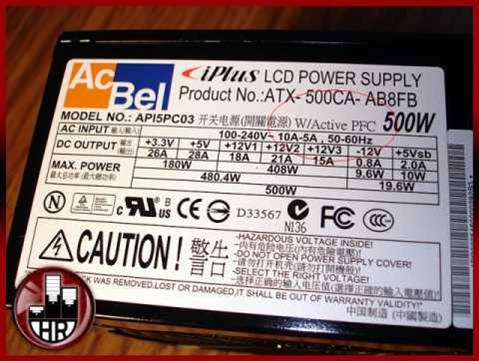 AcBel
iPlus LCD POWER SUPPLY
Product No.:ATX- 500CA- AB8FB
MODEL NO.: API5PC03 开关电源(開關電源) W/Active PFC 500W
AC INPUT 100-240V~ 10A-5A, 50-60Hz
DC OUTPUT +3.3V +5V +12V1 +12V2 +12V3 -12V +5Vsb
26A 28A 18A 21A 15A 0.8A 2.0A
MAX. POWER 180W 408W 9.6W 10W
480.4W 19.6W
500W
N c RU US B CE D33567 N136 FC CCC
CAUTION! 警告
-HAZARDOUS VOLTAGE INSIDE!
-内有危险电压(內有危險電壓)
-DO NOT OPEN POWER SUPPLY COVER!
-请勿打开机壳(請勿打開機殼)
-SELECT THE RIGHT INPUT VOLTAGE!
-选择正确的输入电压值(選擇正確的輸入電壓值)
CK WAS REMOVED.LOST OR DAMAGED,IT SHALL BE OUT OF WARRANTY
中国制造 (中國製造)
HR